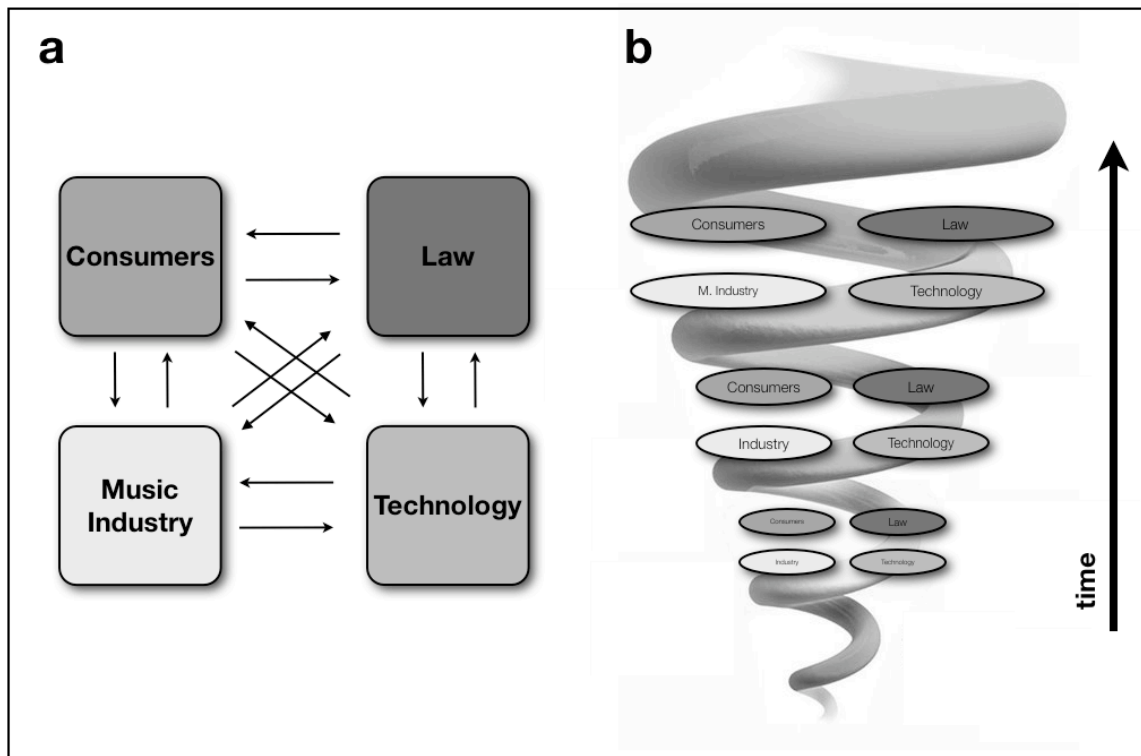 a
Consumers
Law
Music
Industry
Technology
b
Consumers
Law
M. Industry
Technology
Consumers
Law
Industry
Technology
Consumers
Law
Industry
Technology
time